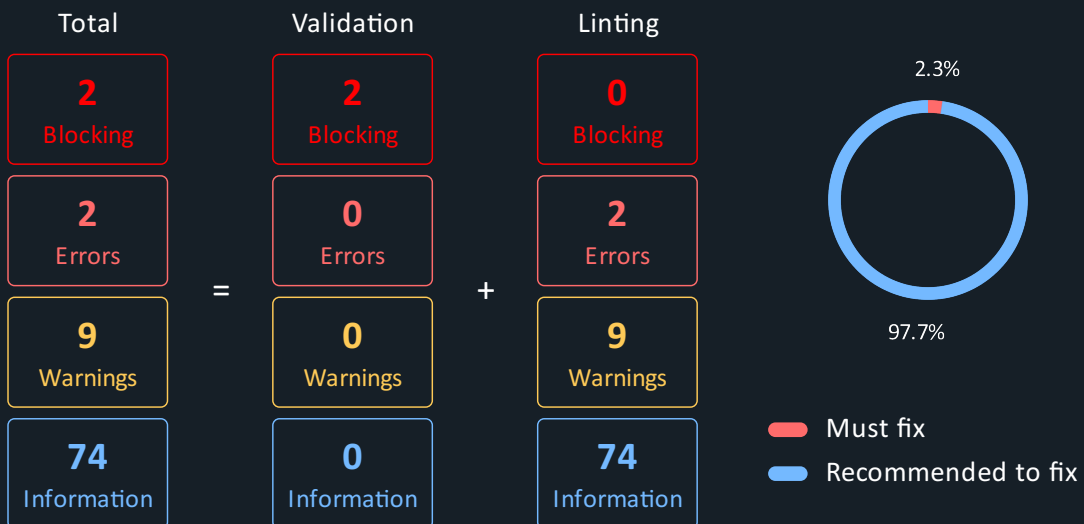 Total
Validation
Linting
2
Blocking
2
Blocking
0
Blocking
2.3%
2
Errors
0
Errors
2
Errors
=
+
9
Warnings
0
Warnings
9
Warnings
97.7%
74
Information
0
Information
74
Information
Must fix
Recommended to fix